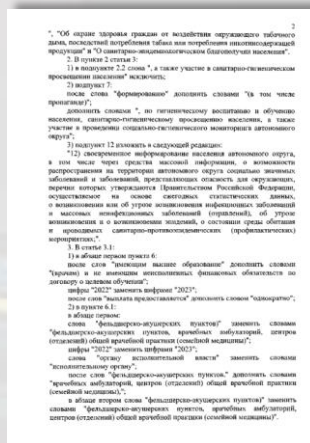 2
", "Об охране здоровья граждан от воздействия окружающего табачного
дыма, последствий потребления табака или потребления никотинсодержащей
продукции" и "О санитарно-эпидемиологическом благополучии населения".
2. В пункте 2 статьи 3:
1) в подпункте 2.2 слова ", а также участие в санитарно-гигиеническом
просвещении населения" исключить;
2) подпункт 7:
после слова "формированию" дополнить словами "(в том числе
пропаганде)";
дополнить словами ", по гигиеническому воспитанию и обучению
населения, санитарно-гигиеническому просвещению населения, а также
участие в проведении социально-гигиенического мониторинга автономного
округа";
3) подпункт 12 изложить в следующей редакции:
"12) своевременное информирование населения автономного округа,
в том числе через средства массовой информации, о возможности
распространения на территории автономного округа социально значимых
заболеваний и заболеваний, представляющих опасность для окружающих,
перечни которых утверждаются Правительством Российской Федерации,
осуществляемое на основе ежегодных статистических данных,
о возникновении или об угрозе возникновения инфекционных заболеваний
и массовых неинфекционных заболеваний (отравлений), об угрозе
возникновения и о возникновении эпидемий, о состоянии среды обитания
и проводимых санитарно-противоэпидемических (профилактических)
мероприятиях;".
3. В статье 3.1:
1) в абзаце первом пункта 6:
после слов "имеющим высшее образование" дополнить словами
"(врачам) и не имеющим неисполненных финансовых обязательств по
договору о целевом обучении";
цифры "2022" заменить цифрами "2023";
после слов "выплата предоставляется" дополнить словом "однократно";
2) в пункте 6.1:
в абзаце первом:
слова "фельдшерско-акушерских пунктов)" заменить словами
"фельдшерско-акушерских пунктов, врачебных амбулаторий, центров
(отделений) общей врачебной практики (семейной медицины)";
цифры "2022" заменить цифрами "2023";
слова "органу исполнительной власти" заменить словами
"исполнительному органу";
после слов "фельдшерско-акушерских пунктов," дополнить словами
"врачебных амбулаторий, центров (отделений) общей врачебной практики
(семейной медицины),";
в абзаце втором слова "фельдшерско-акушерских пунктов)" заменить
словами "фельдшерско-акушерских пунктов, врачебных амбулаторий,
центров (отделений) общей врачебной практики (семейной медицины)".